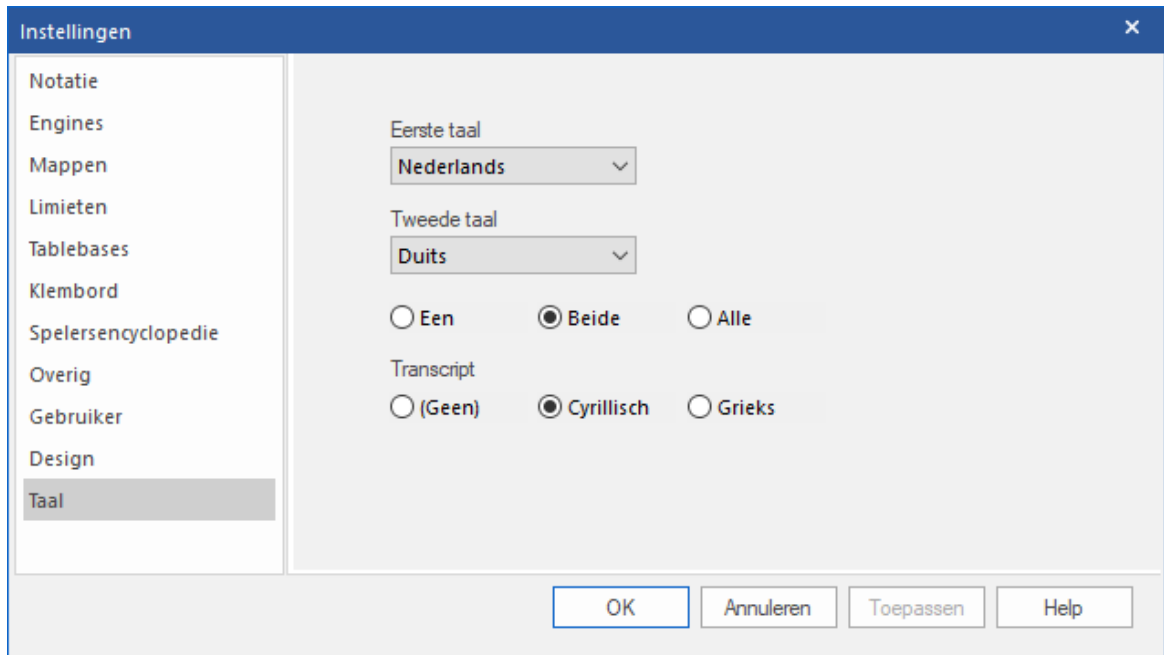 Instellingen
Notatie
Engines
Mappen
Limieten
Tablebases
Klembord
Spelersencyclopedie
Overig
Gebruiker
Design
Taal
Eerste taal
Nederlands
Tweede taal
Duits
Een Beide Alle
Transcript
(Geen) Cyrillisch Grieks
OK Annuleren Toepassen Help